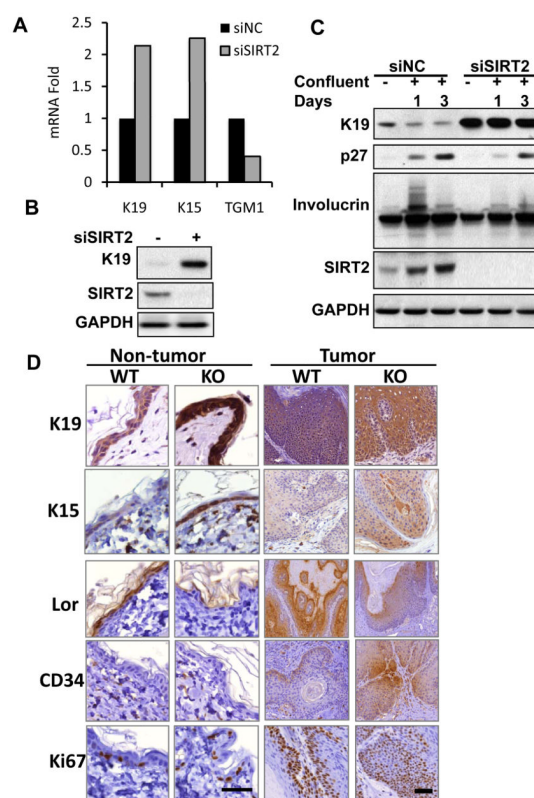 A
siNC
siSIRT2
mRNA Fold
2.5
2
1.5
1
0.5
0
K19 K15 TGM1
B
siSIRT2 - +
K19
SIRT2
GAPDH
C
siNC siSIRT2
Confluent - + + - + +
Days 1 3 1 3
K19
p27
Involucrin
SIRT2
GAPDH
D
Non-tumor Tumor
WT KO WT KO
K19
K15
Lor
CD34
Ki67